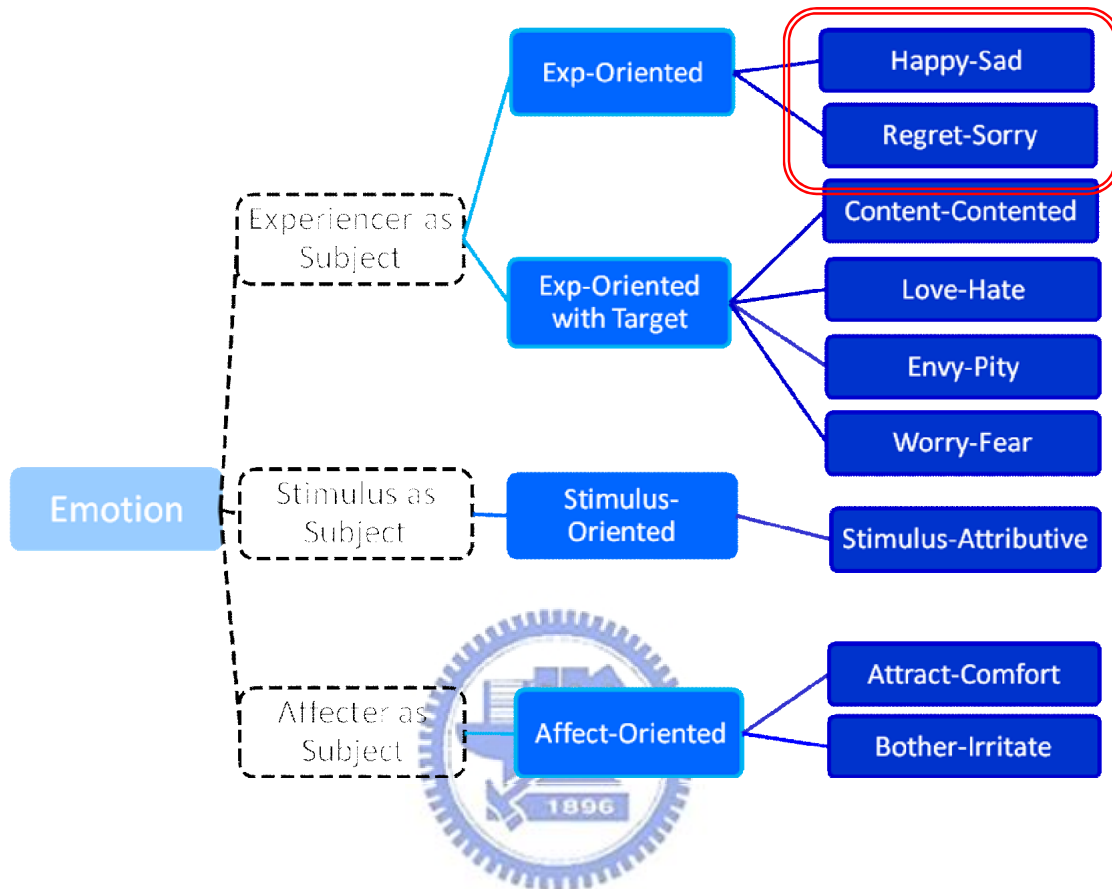 Emotion
Experiencer as
Subject
Exp-Oriented
Happy-Sad
Regret-Sorry
Exp-Oriented
with Target
Content-Contented
Love-Hate
Envy-Pity
Worry-Fear
Stimulus as
Subject
Stimulus-
Oriented
Stimulus-Attributive
Affecter as
Subject
Affect-Oriented
Attract-Comfort
Bother-Irritate
1896